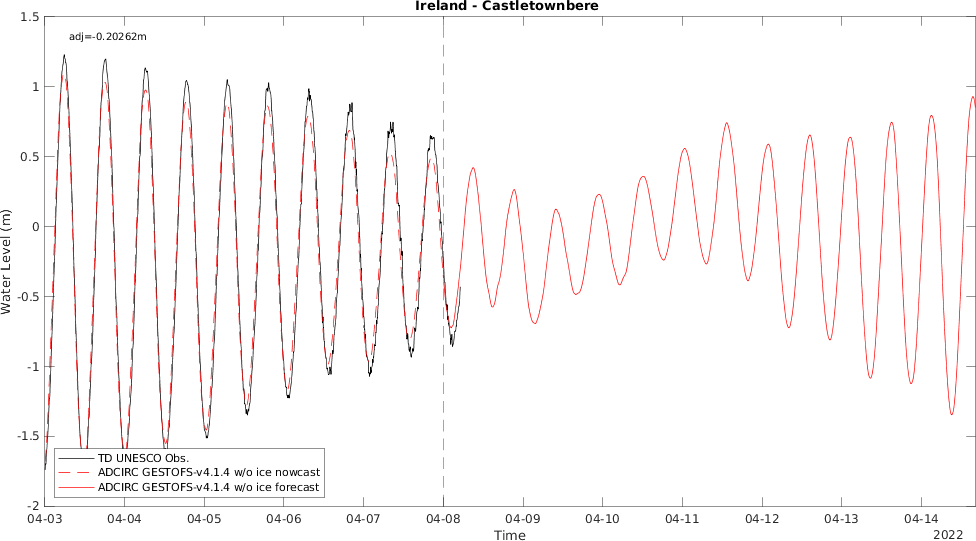 Ireland - Castletownbere
adj=-0.20262m
1.5
1
0.5
0
-0.5
-1
-1.5
-2
Water Level (m)
TD UNESCO Obs.
ADCIRC GESTOFS-v4.1.4 w/o ice nowcast
ADCIRC GESTOFS-v4.1.4 w/o ice forecast
04-03 04-04 04-05 04-06 04-07 04-08 04-09 04-10 04-11 04-12 04-13 04-14
Time
2022